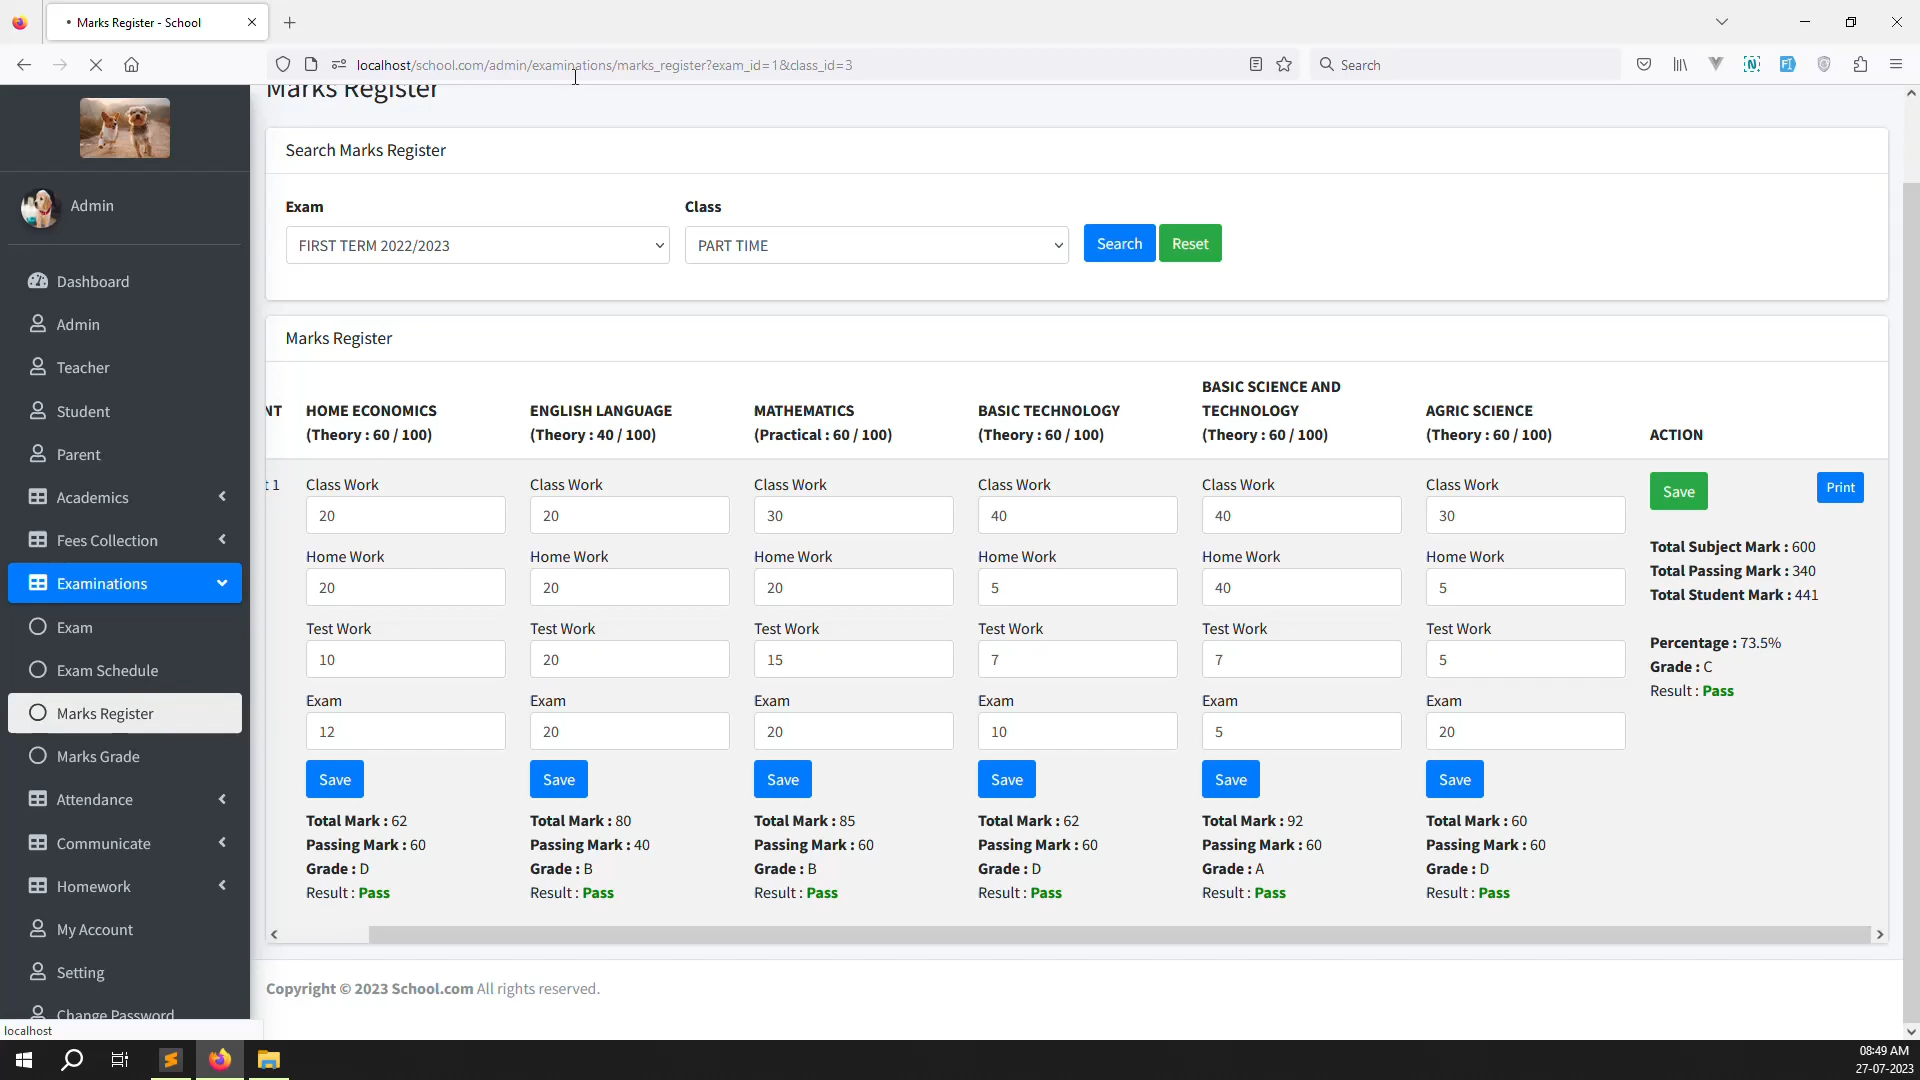 Marks Register - School
localhost/school.com/admin/examinations/marks_register?exam_id=1&class_id=3
Search
Marks Register
Admin
Dashboard
Admin
Teacher
Student
Parent
Academics
Fees Collection
Examinations
Exam
Exam Schedule
Marks Register
Marks Grade
Attendance
Communicate
Homework
My Account
Setting
Change Password
Search Marks Register
Exam Class
FIRST TERM 2022/2023 PART TIME Search Reset
Marks Register
NT HOME ECONOMICS (Theory : 60 / 100) ENGLISH LANGUAGE (Theory : 40 / 100) MATHEMATICS (Practical : 60 / 100) BASIC TECHNOLOGY (Theory : 60 / 100) BASIC SCIENCE AND TECHNOLOGY (Theory : 60 / 100) AGRIC SCIENCE (Theory : 60 / 100) ACTION
t 1 Class Work Class Work Class Work Class Work Class Work Class Work Save Print
20 20 30 40 40 30
Home Work Home Work Home Work Home Work Home Work Home Work
20 20 20 5 40 5
Test Work Test Work Test Work Test Work Test Work Test Work
10 20 15 7 7 5
Exam Exam Exam Exam Exam Exam
12 20 20 10 5 20
Save Save Save Save Save Save
Total Mark : 62 Total Mark : 80 Total Mark : 85 Total Mark : 62 Total Mark : 92 Total Mark : 60
Passing Mark : 60 Passing Mark : 40 Passing Mark : 60 Passing Mark : 60 Passing Mark : 60 Passing Mark : 60
Grade : D Grade : B Grade : B Grade : D Grade : A Grade : D
Result : Pass Result : Pass Result : Pass Result : Pass Result : Pass Result : Pass
Total Subject Mark : 600
Total Passing Mark : 340
Total Student Mark : 441
Percentage : 73.5%
Grade : C
Result : Pass
Copyright © 2023 School.com All rights reserved.
localhost
08:49 AM
27-07-2023